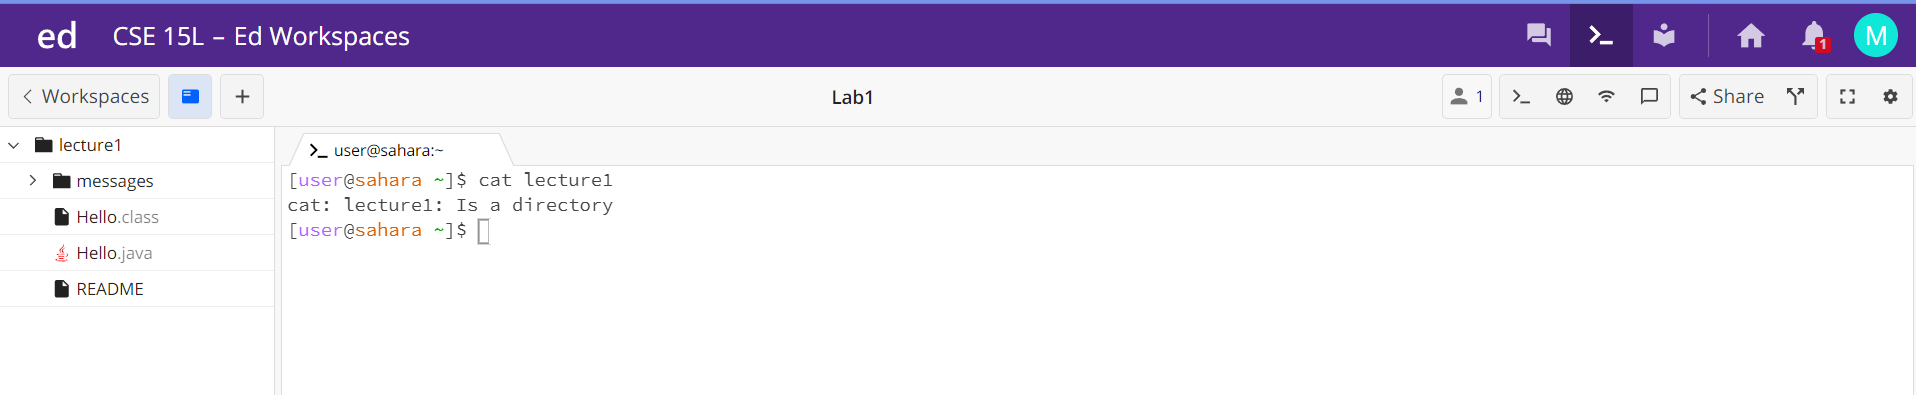 ed CSE 15L – Ed Workspaces 1 M
Workspaces + Lab1 1 Share
lecture1
messages
Hello.class
Hello.java
README
user@sahara:~
[user@sahara ~]$ cat lecture1
cat: lecture1: Is a directory
[user@sahara ~]$